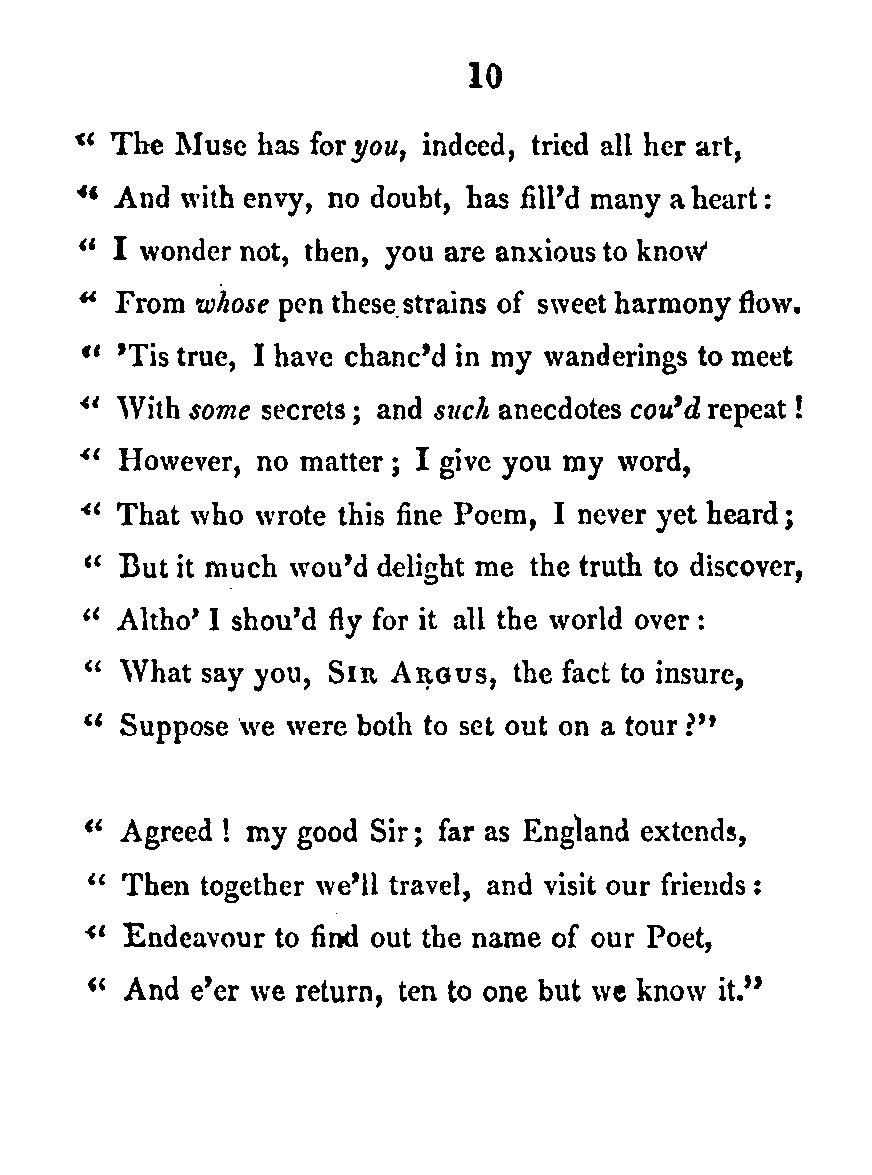 10
“ The Muse has for you, indeed, tried all her art,
“ And with envy, no doubt, has fill’d many a heart :
“ I wonder not, then, you are anxious to know
“ From whose pen these strains of sweet harmony flow.
“ ’Tis true, I have chanc’d in my wanderings to meet
“ With some secrets ; and such anecdotes cou’d repeat !
“ However, no matter ; I give you my word,
“ That who wrote this fine Poem, I never yet heard ;
“ But it much wou’d delight me the truth to discover,
“ Altho’ I shou’d fly for it all the world over :
“ What say you, SIR ARGUS, the fact to insure,
“ Suppose we were both to set out on a tour ?”
“ Agreed ! my good Sir ; far as England extends,
“ Then together we’ll travel, and visit our friends :
“ Endeavour to find out the name of our Poet,
“ And e’er we return, ten to one but we know it.”